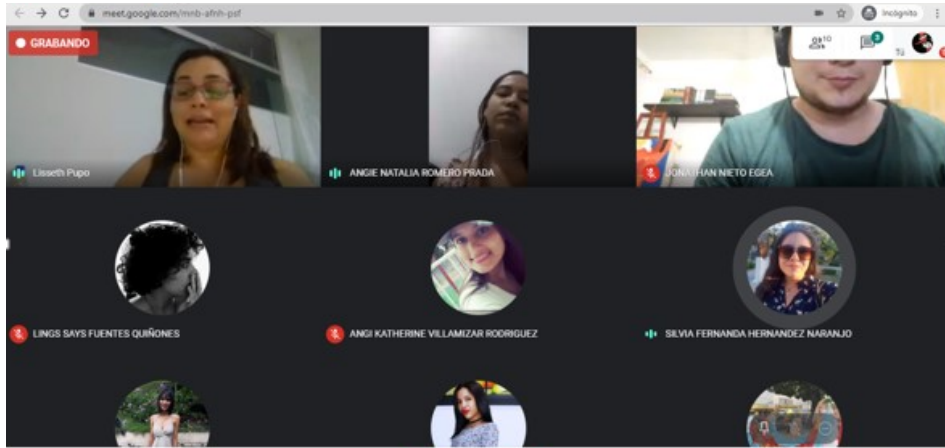 meet.google.com/mnb-afnh-psf
Incógnito
GRABANDO
10
3
Tú
Lisseth Pupo
ANGIE NATALIA ROMERO PRADA
JONATHAN NIETO EGEA
LINGS SAYS FUENTES QUIÑONES
ANGI KATHERINE VILLAMIZAR RODRIGUEZ
SILVIA FERNANDA HERNANDEZ NARANJO